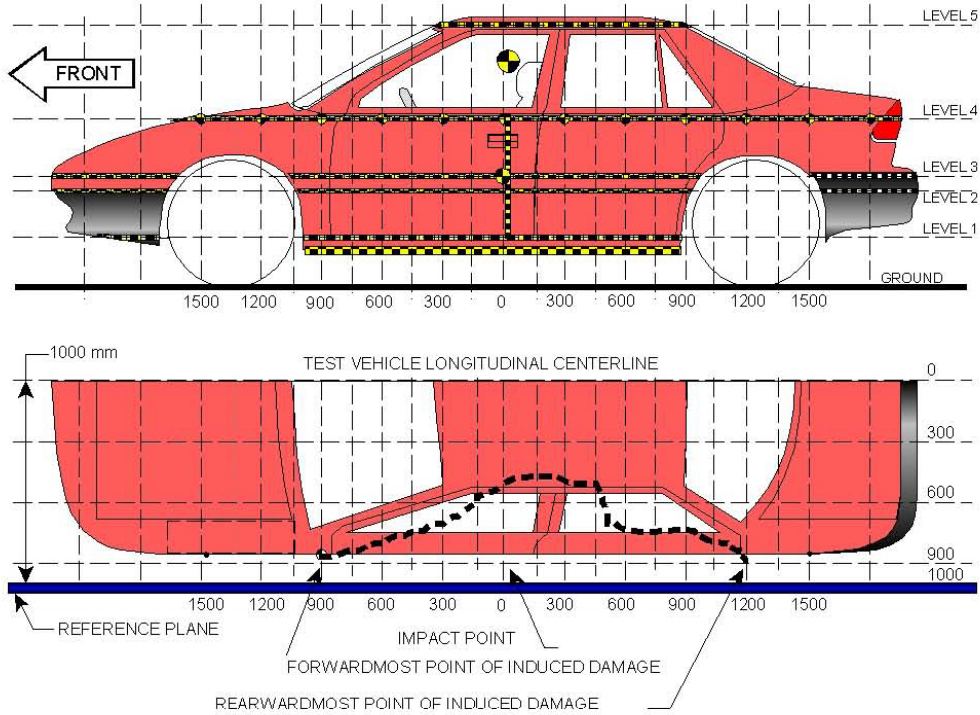 LEVEL 5
FRONT
LEVEL 4
LEVEL 3
LEVEL 2
LEVEL 1
GROUND
1500 1200 900 600 300 0 300 600 900 1200 1500
1000 mm
TEST VEHICLE LONGITUDINAL CENTERLINE
0
300
600
900
1000
1500 1200 900 600 300 0 300 600 900 1200 1500
REFERENCE PLANE
IMPACT POINT
FORWARDMOST POINT OF INDUCED DAMAGE
REARWARDMOST POINT OF INDUCED DAMAGE